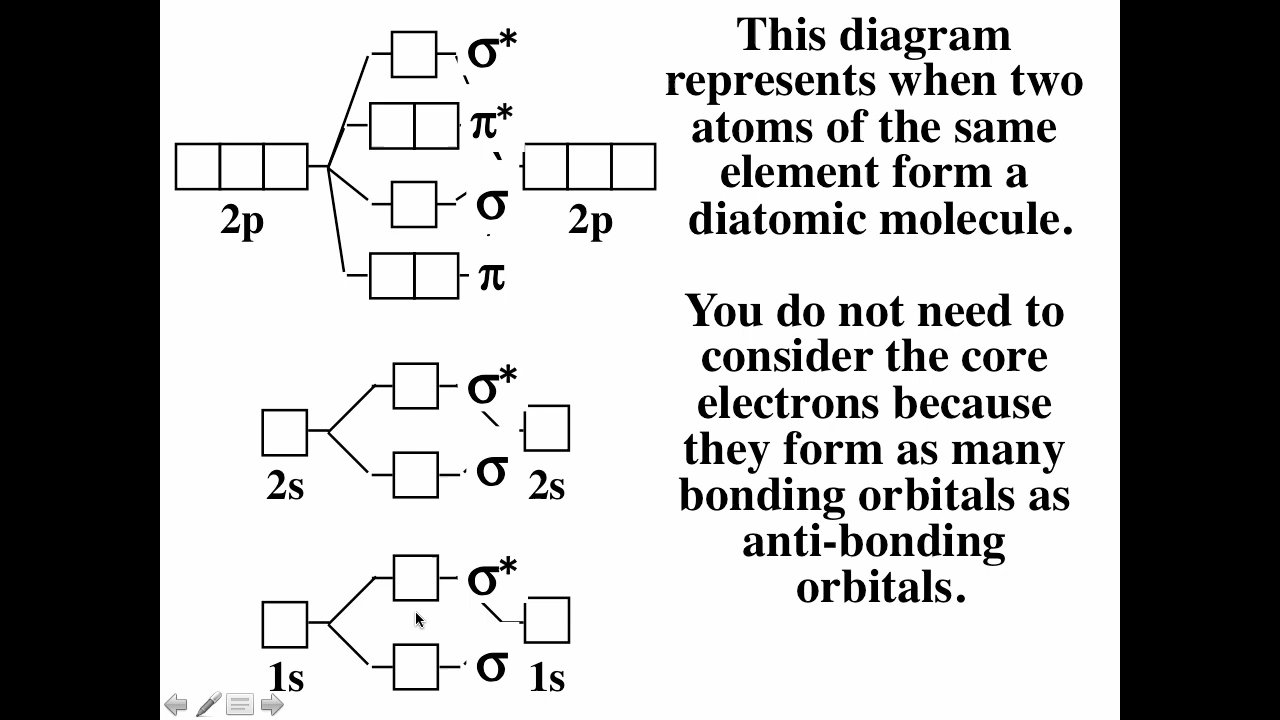 σ*
π*
σ
π
2p
2p
σ*
σ
2s
2s
σ*
σ
1s
1s
This diagram
represents when two
atoms of the same
element form a
diatomic molecule.
You do not need to
consider the core
electrons because
they form as many
bonding orbitals as
anti-bonding
orbitals.